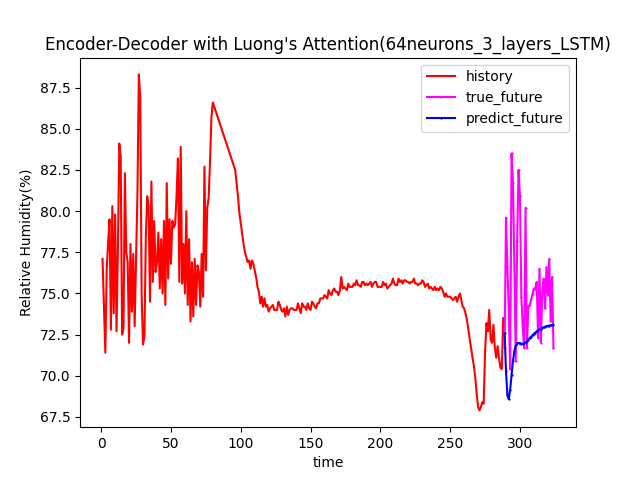 Encoder-Decoder with Luong's Attention(64neurons_3_layers_LSTM)
history
true_future
predict_future
87.5
85.0
82.5
80.0
77.5
75.0
72.5
70.0
67.5
Relative Humidity(%)
0
50
100
150
200
250
300
time